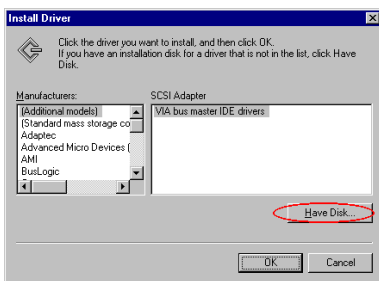 Install Driver
Click the driver you want to install, and then click OK.
If you have an installation disk for a driver that is not in the list, click Have
Disk.
Manufacturers:
(Additional models)
(Standard mass storage co
Adaptec
Advanced Micro Devices (
AMI
BusLogic
SCSI Adapter
VIA bus master IDE drivers
Have Disk...
OK
Cancel